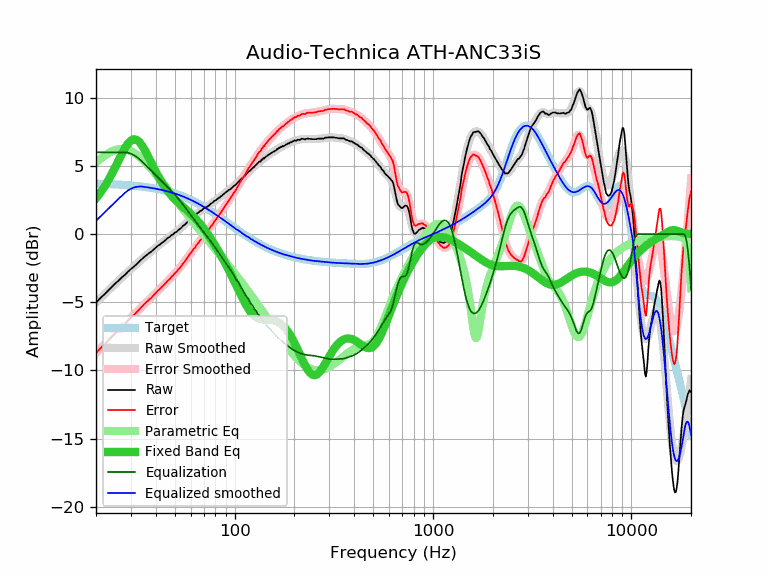 Audio-Technica ATH-ANC33iS
Amplitude (dBr)
10
5
0
−5
−10
−15
−20
Target
Raw Smoothed
Error Smoothed
Raw
Error
Parametric Eq
Fixed Band Eq
Equalization
Equalized smoothed
100
1000
10000
Frequency (Hz)